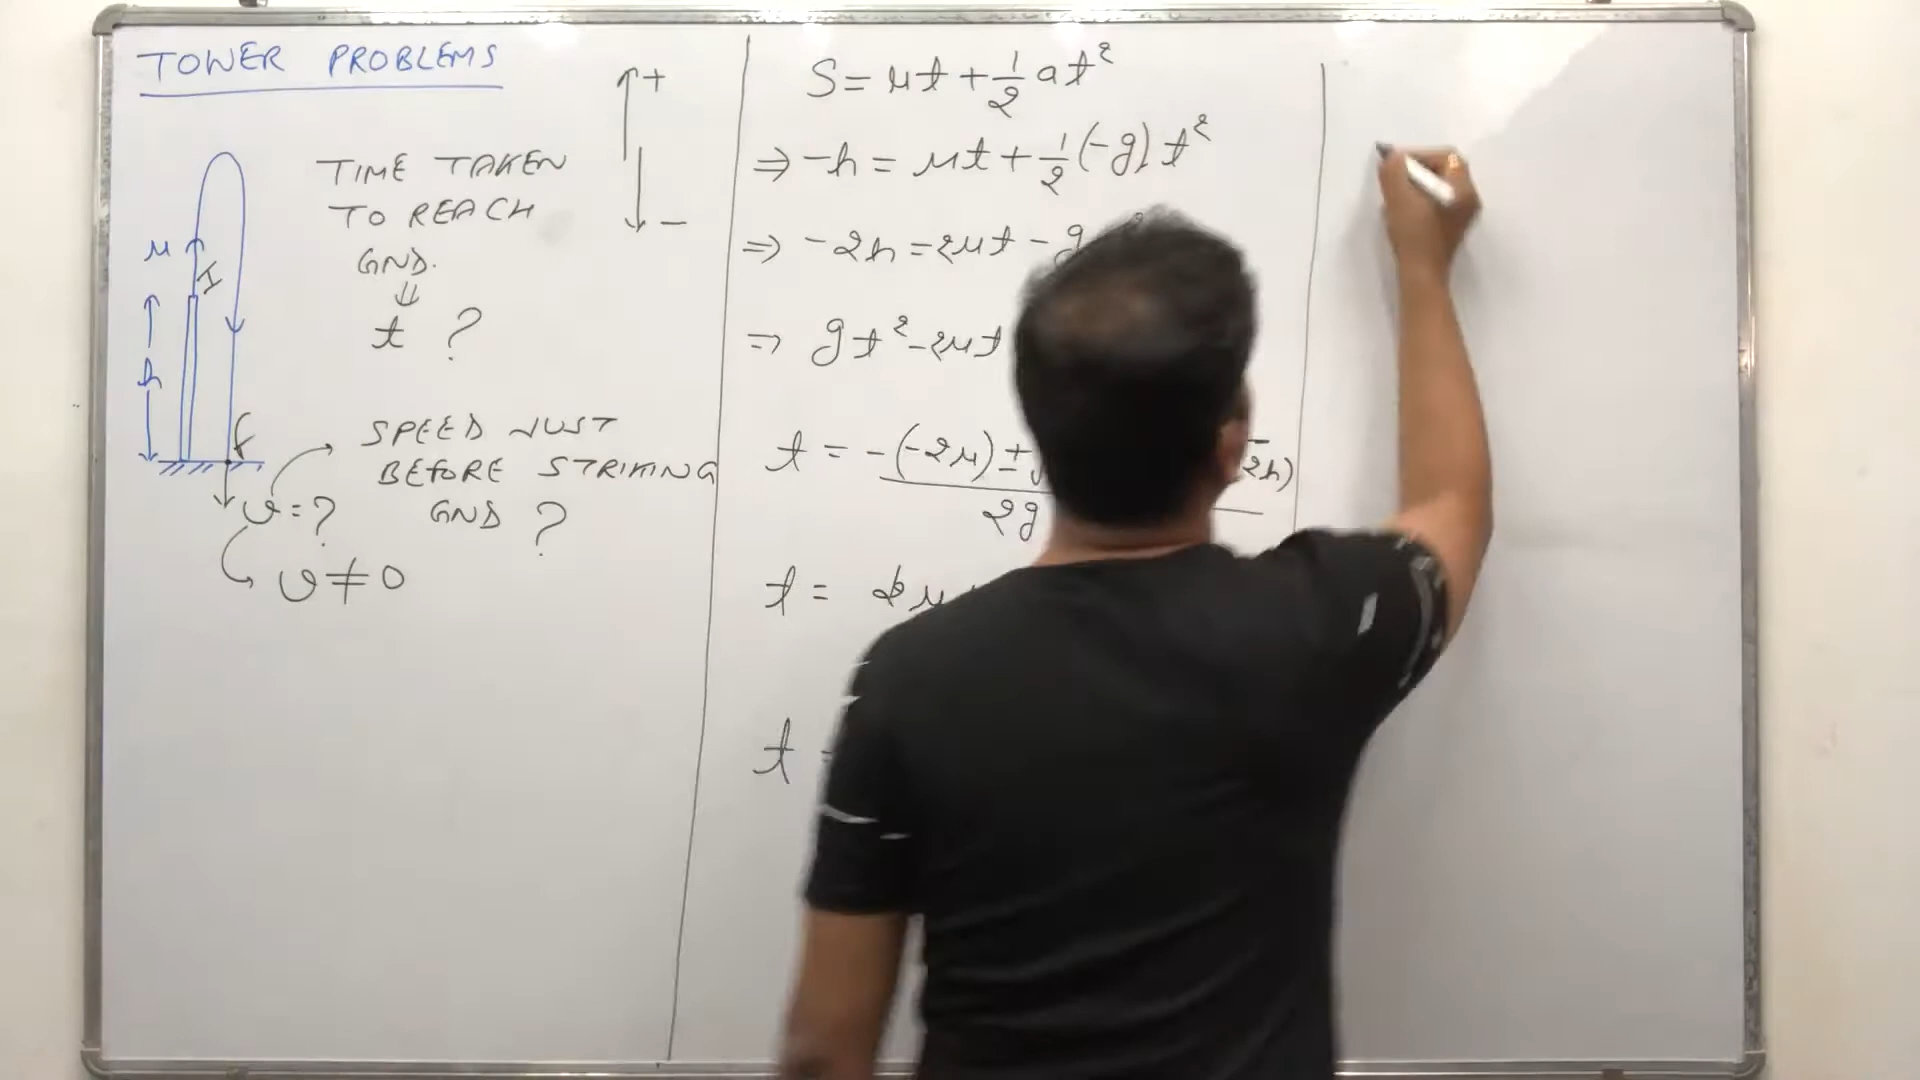 TOWER PROBLEMS
+
−
TIME TAKEN
TO REACH
GND.
⇓
t ?
u
I
h
f
SPEED JUST
BEFORE STRIKING
GND ?
v = ?
v ≠ 0
S = ut + 1/2 at²
⇒ -h = ut + 1/2 (-g) t²
⇒ -2h = 2ut - g
⇒ gt² - 2ut
t = -(-2u) ±
2h)
2g
t = 2u
t =